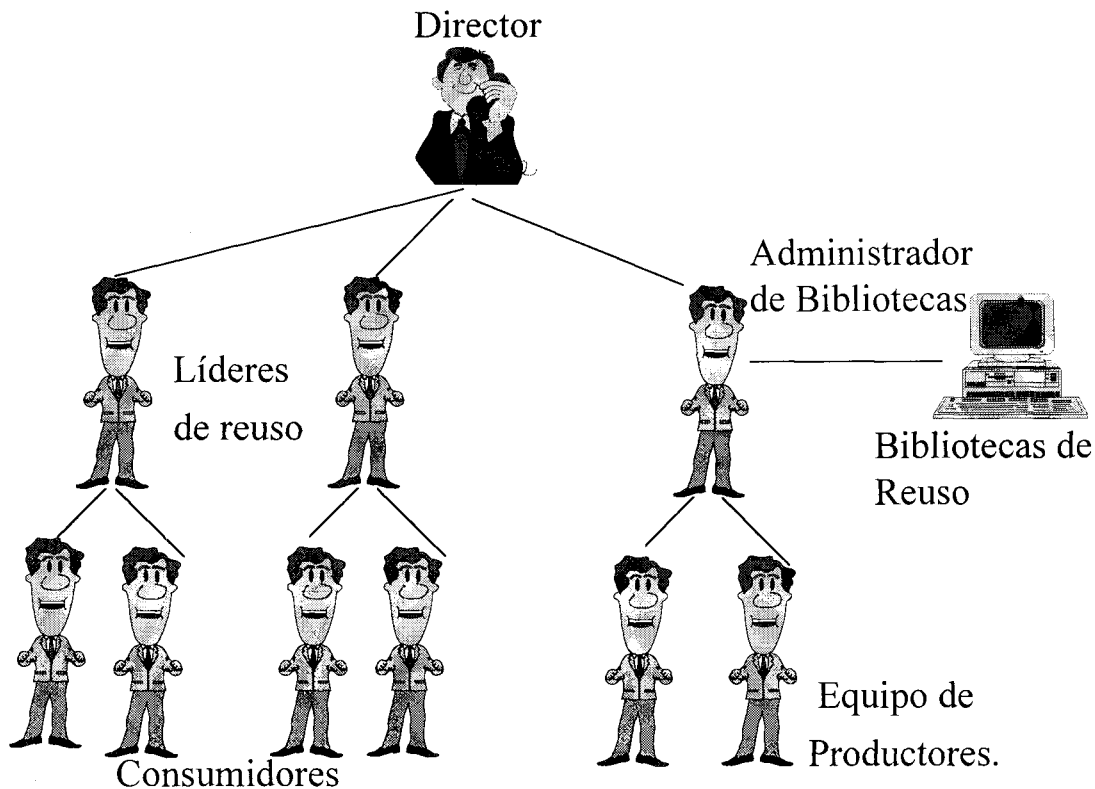 Director
Administrador
de Bibliotecas
Líderes
de reuso
Bibliotecas de
Reuso
Equipo de
Productores.
Consumidores